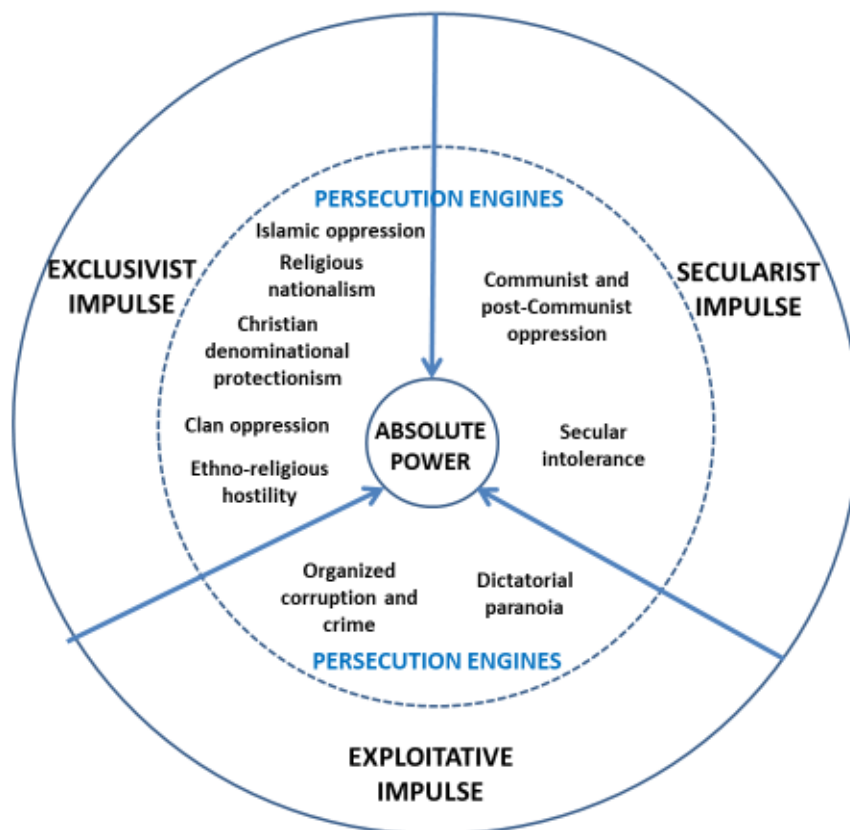 PERSECUTION ENGINES
Islamic oppression
Religious
nationalism
Christian
denominational
protectionism
Clan oppression
Ethno-religious
hostility
EXCLUSIVIST
IMPULSE
Communist and
post-Communist
oppression
Secular
intolerance
SECULARIST
IMPULSE
ABSOLUTE
POWER
Organized
corruption and
crime
Dictatorial
paranoia
PERSECUTION ENGINES
EXPLOITATIVE
IMPULSE